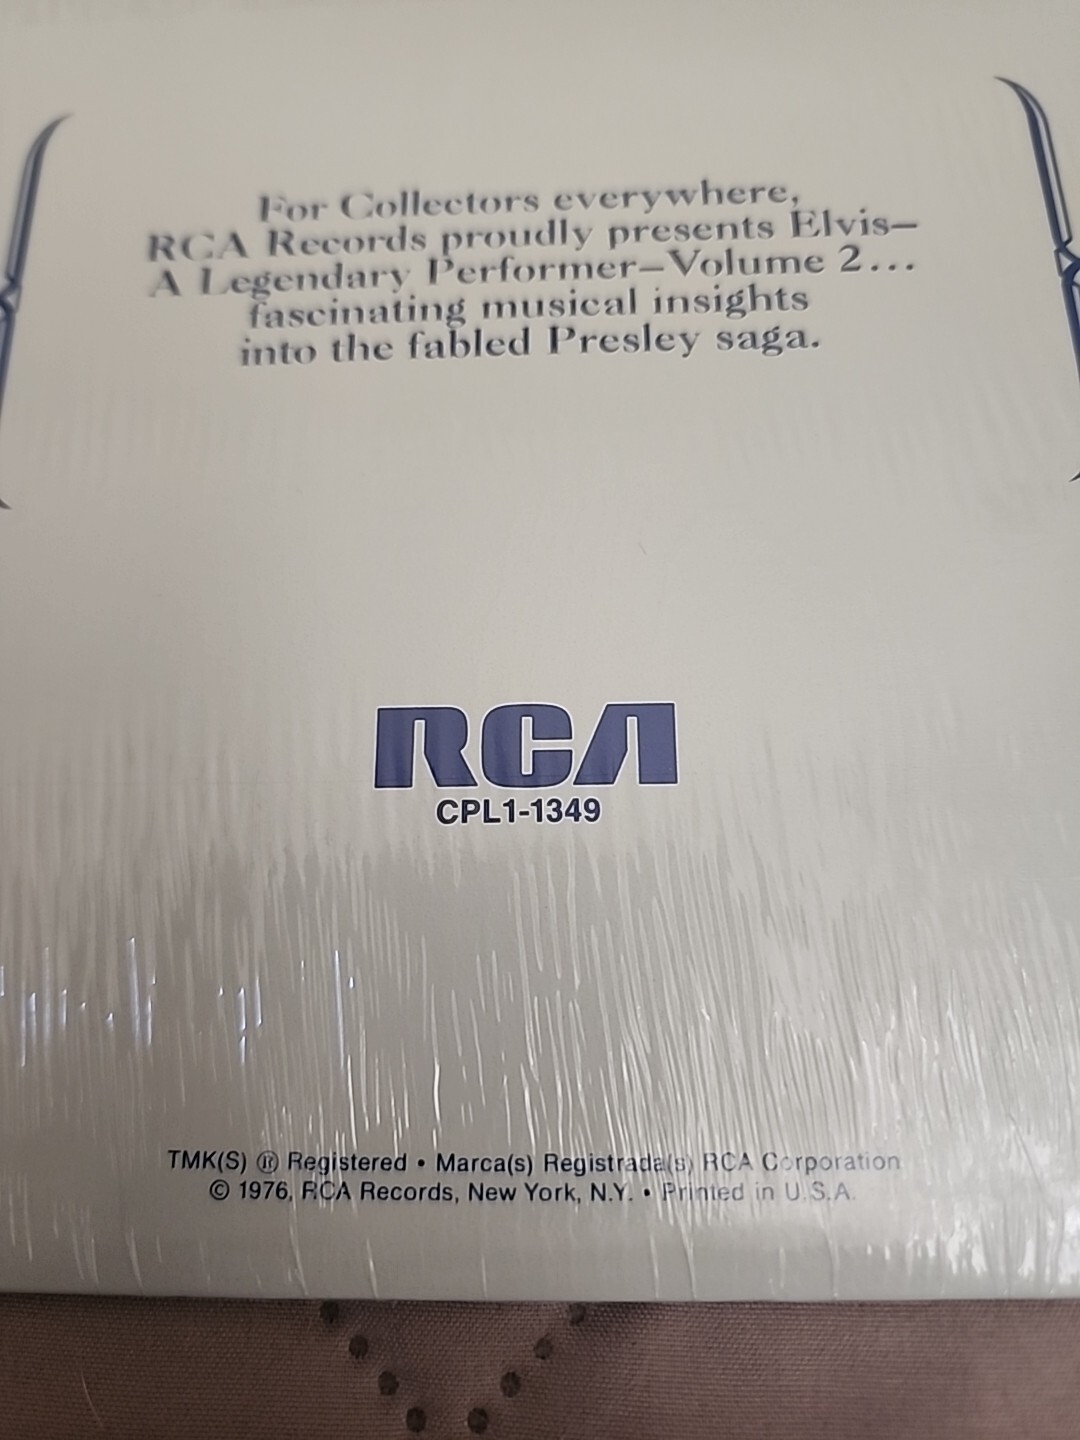 For Collectors everywhere,
RCA Records proudly presents Elvis—
A Legendary Performer—Volume 2...
fascinating musical insights
into the fabled Presley saga.
RCA
CPL1-1349
TMK(S) ® Registered • Marca(s) Registrada(s) RCA Corporation
© 1976, RCA Records, New York, N.Y. • Printed in U.S.A.